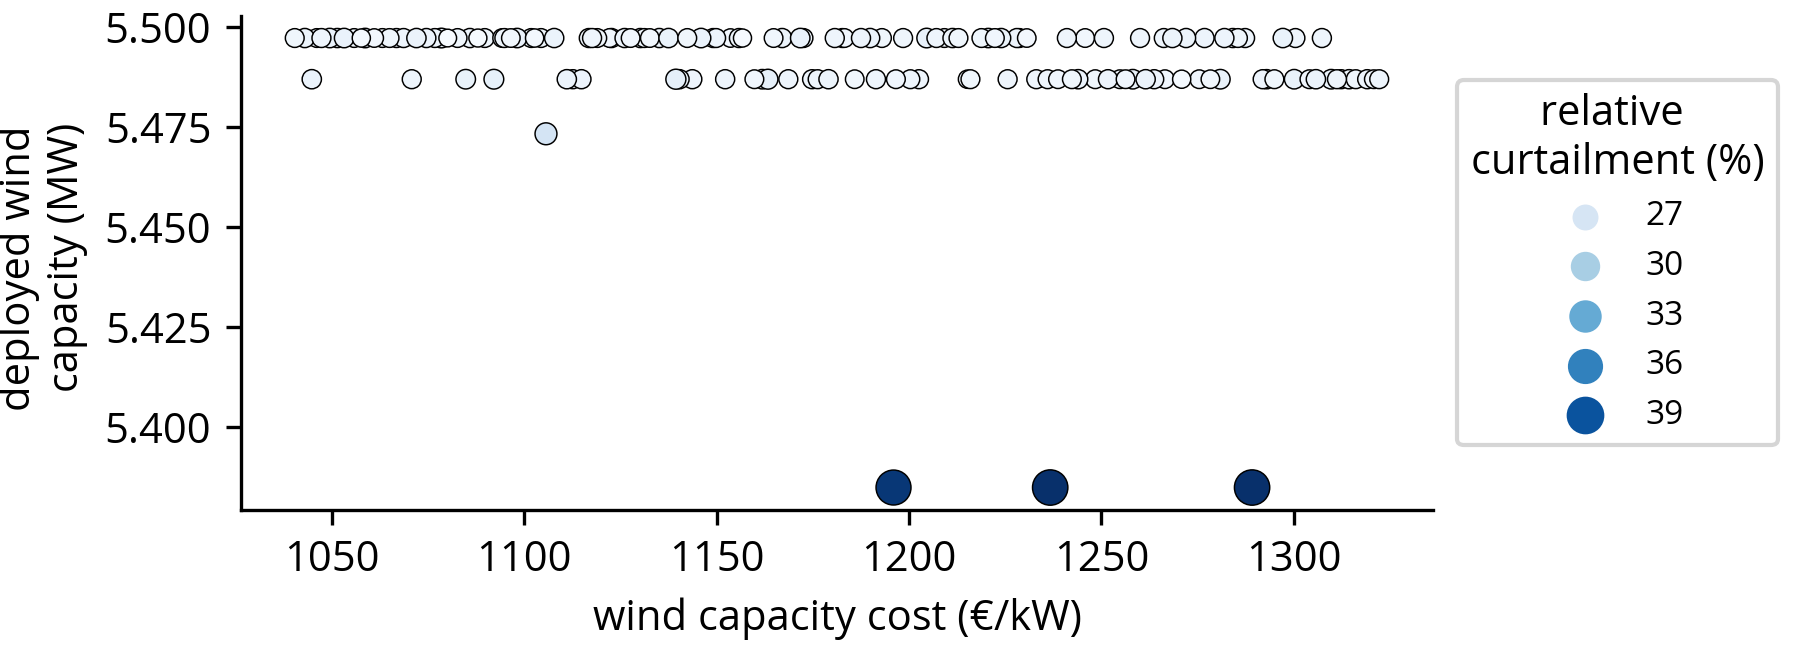 deployed wind
capacity (MW)
5.500
5.475
5.450
5.425
5.400
1050 1100 1150 1200 1250 1300
wind capacity cost (€/kW)
relative
curtailment (%)
27
30
33
36
39